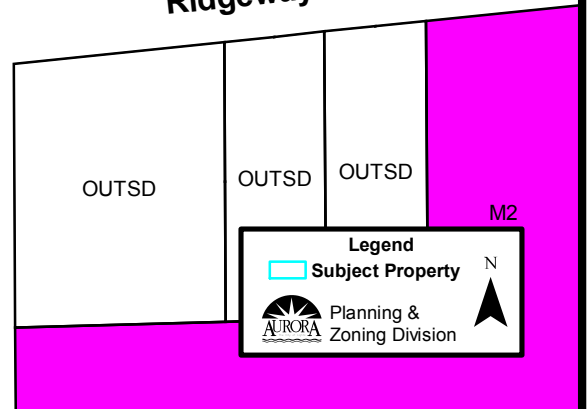 Ridgeway
OUTSD
OUTSD
OUTSD
M2
Legend
Subject Property
N
AURORA
Planning &
Zoning Division